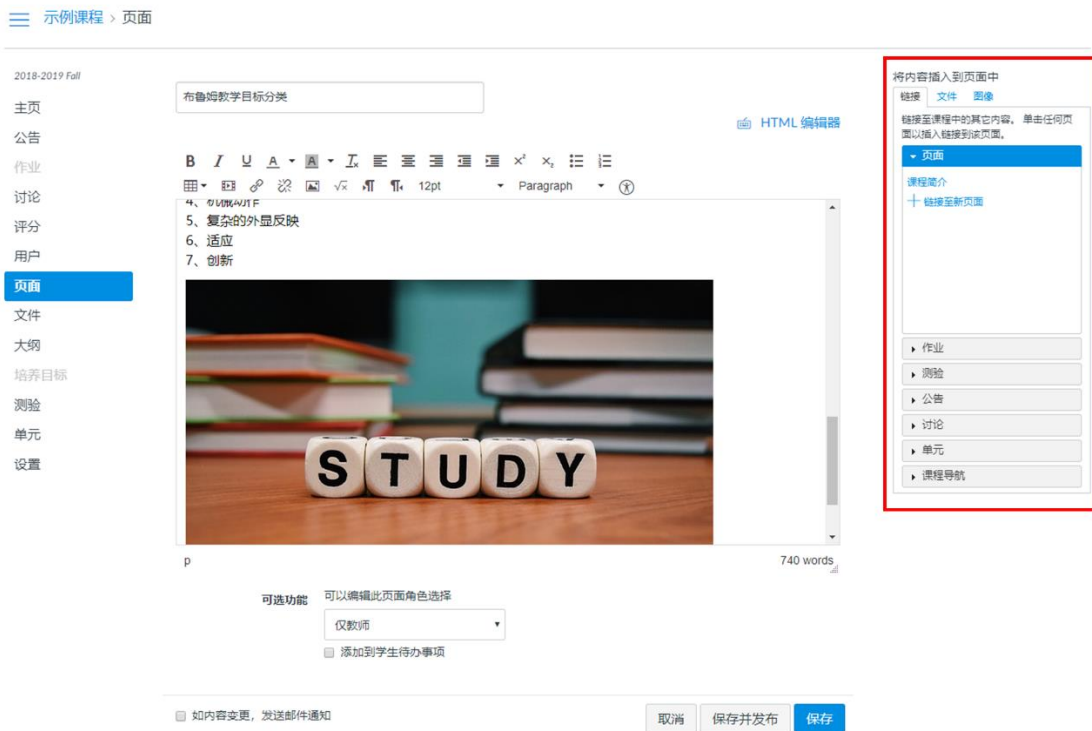 示例课程 › 页面
2018-2019 Fall
主页
公告
作业
讨论
评分
用户
页面
文件
大纲
培养目标
测验
单元
设置
布鲁姆教学目标分类
HTML 编辑器
B I U A A Ix x² x₂
√x ¶ ¶ 12pt Paragraph
4、机械动作
5、复杂的外显反映
6、适应
7、创新
STUDY
p 740 words
可选功能 可以编辑此页面角色选择
仅教师
添加到学生待办事项
如内容变更，发送邮件通知
取消 保存并发布 保存
将内容插入到页面中
链接 文件 图像
链接至课程中的其它内容。 单击任何页
面以插入链接到该页面。
页面
课程简介
链接至新页面
作业
测验
公告
讨论
单元
课程导航